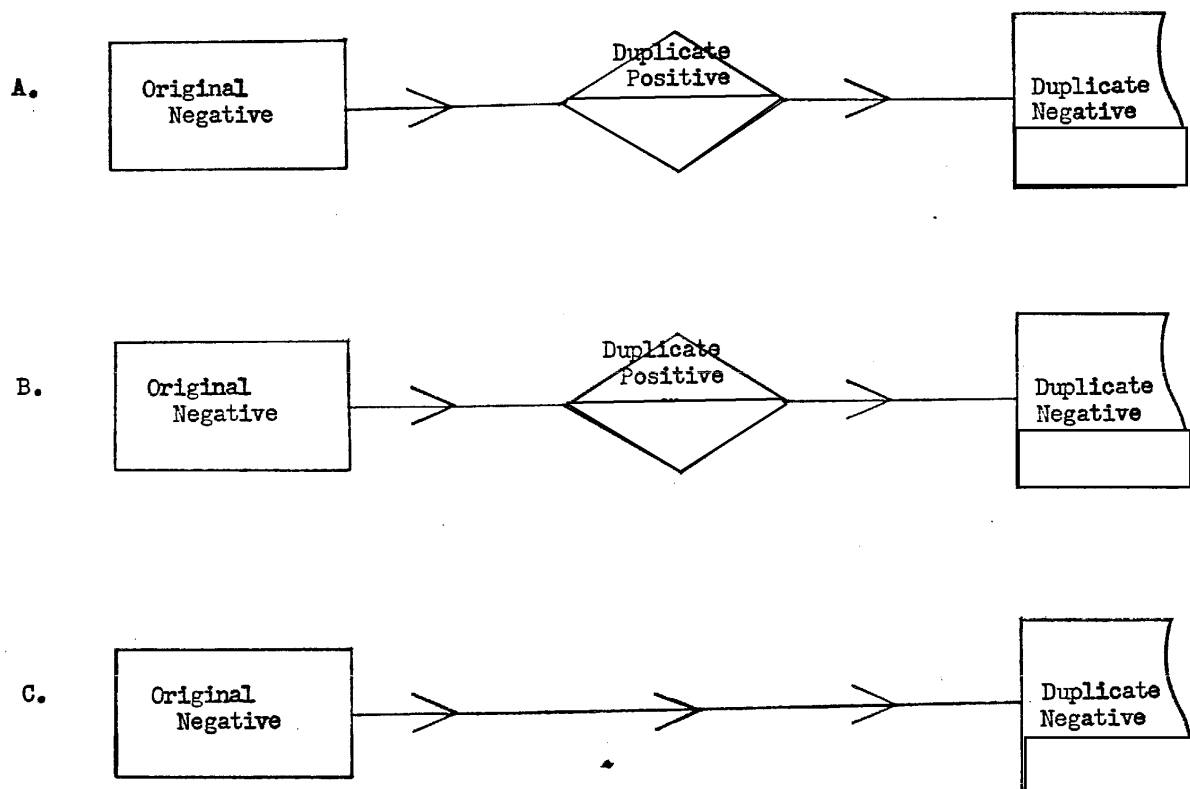 A.
Original
Negative
Duplicate
Positive
Duplicate
Negative
B.
Original
Negative
Duplicate
Positive
Duplicate
Negative
C.
Original
Negative
Duplicate
Negative